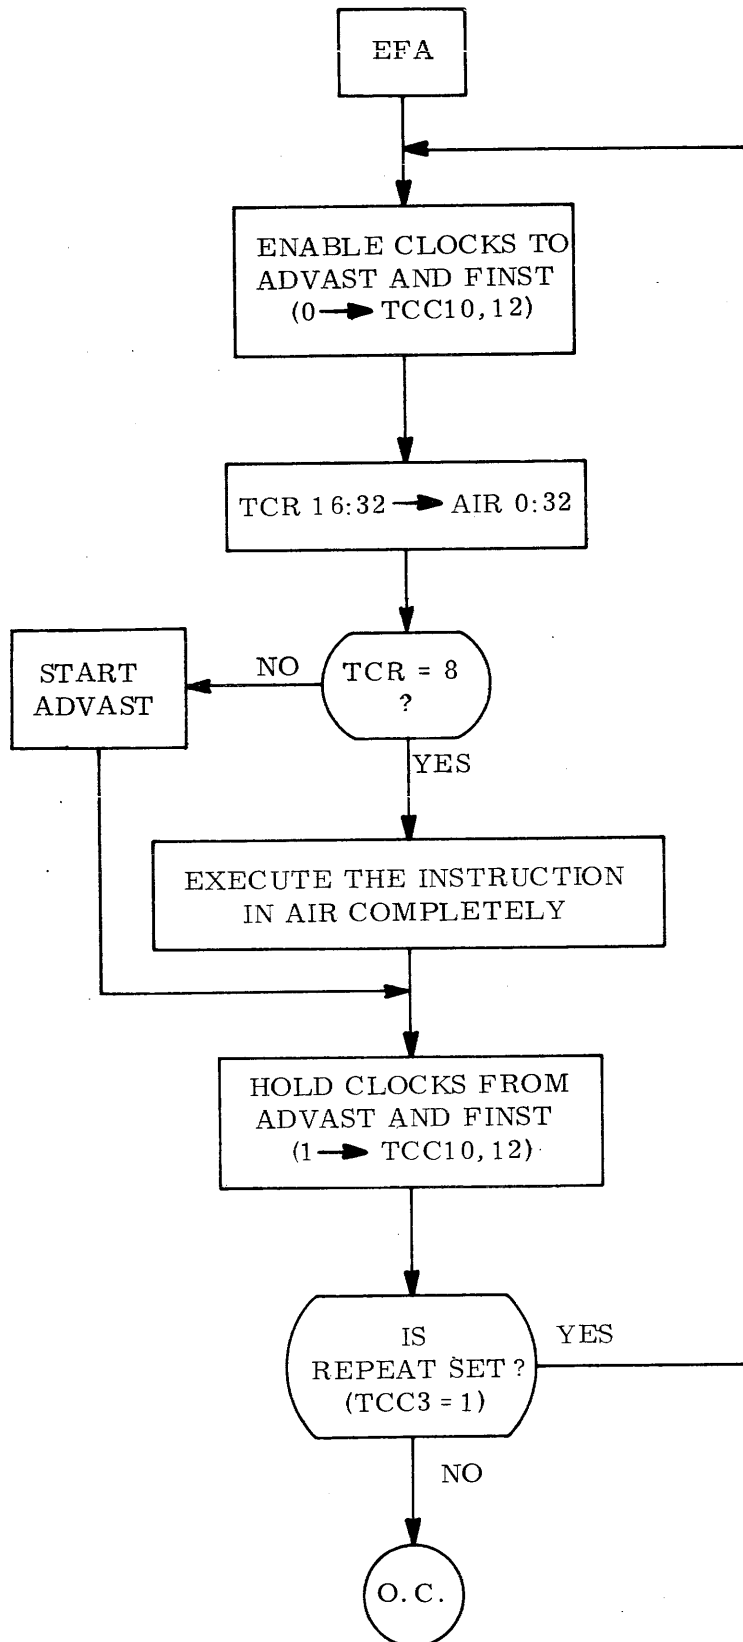 EFA
ENABLE CLOCKS TO
ADVAST AND FINST
(0→ TCC10,12)
TCR 16:32→ AIR 0:32
TCR = 8
?
NO
START
ADVAST
YES
EXECUTE THE INSTRUCTION
IN AIR COMPLETELY
HOLD CLOCKS FROM
ADVAST AND FINST
(1→ TCC10,12)
IS
REPEAT SET?
(TCC3 = 1)
YES
NO
O. C.